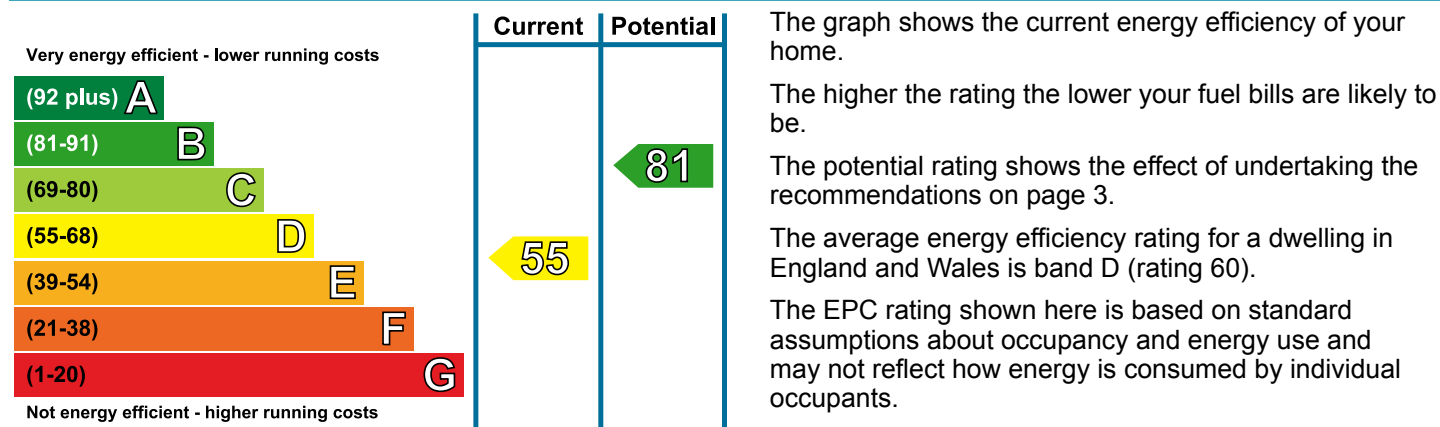 Current Potential
Very energy efficient - lower running costs
(92 plus) A
(81-91) B
(69-80) C
(55-68) D
(39-54) E
(21-38) F
(1-20) G
Not energy efficient - higher running costs
81
55
The graph shows the current energy efficiency of your
home.
The higher the rating the lower your fuel bills are likely to
be.
The potential rating shows the effect of undertaking the
recommendations on page 3.
The average energy efficiency rating for a dwelling in
England and Wales is band D (rating 60).
The EPC rating shown here is based on standard
assumptions about occupancy and energy use and
may not reflect how energy is consumed by individual
occupants.